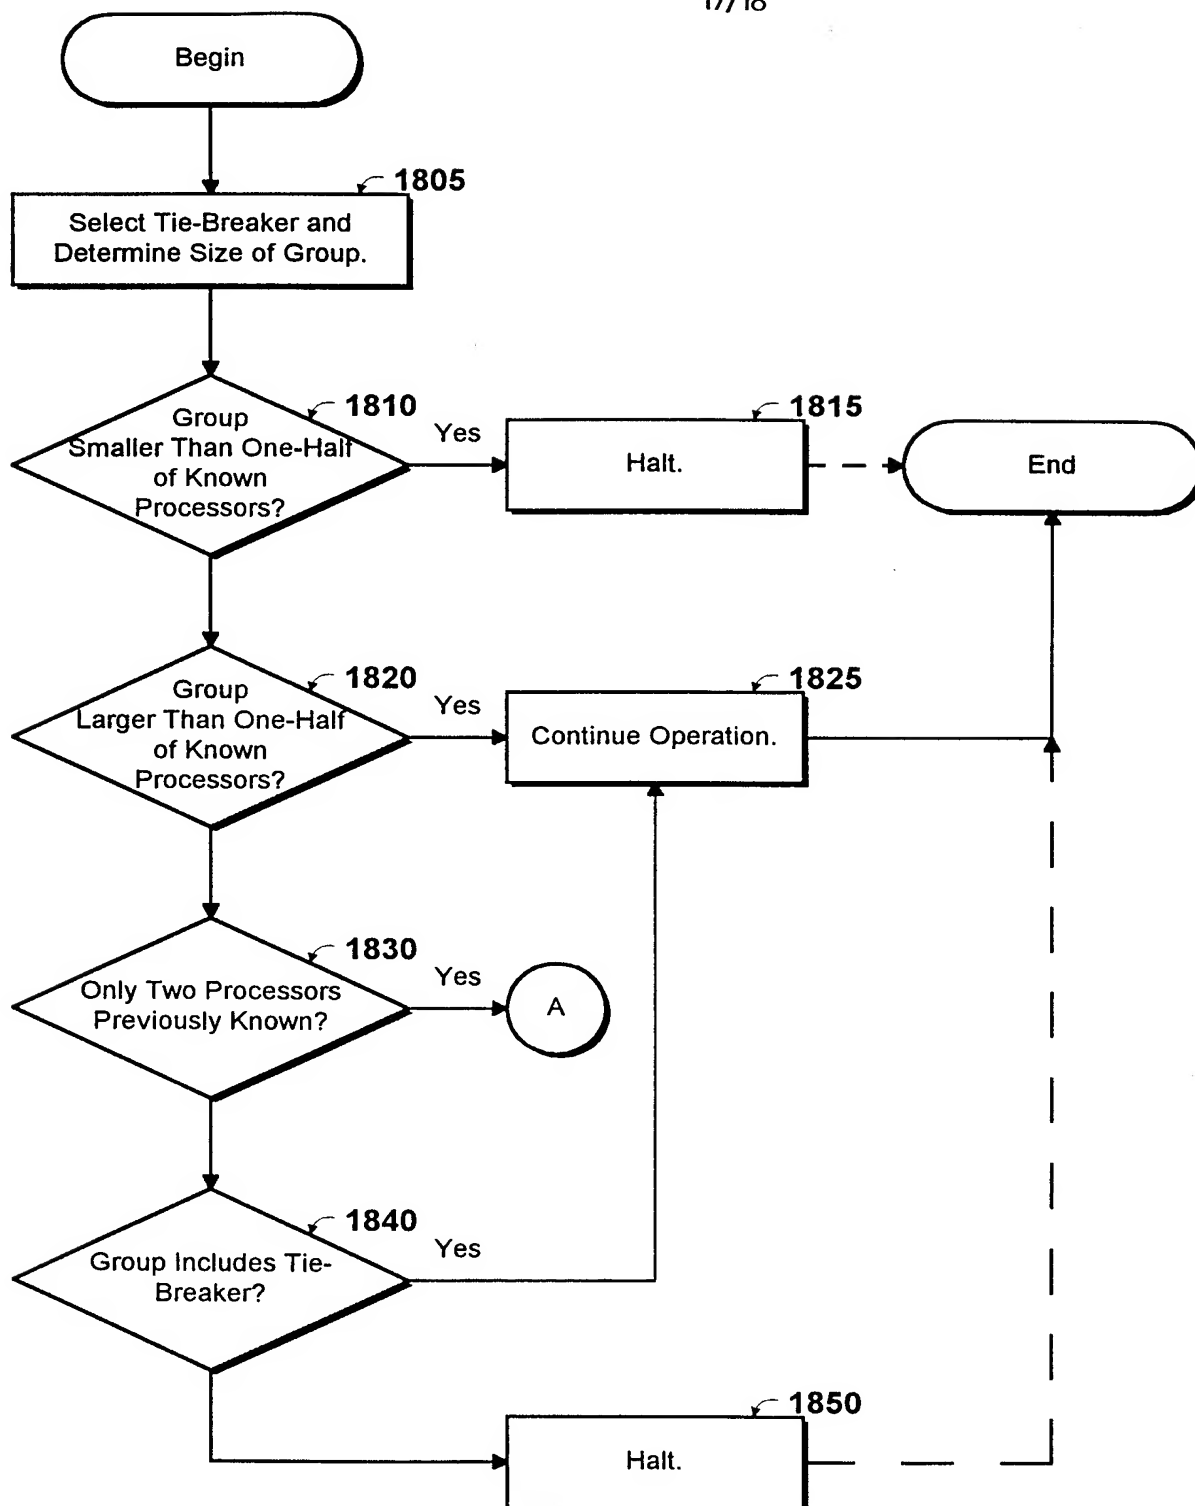 17/18
Begin
1805
Select Tie-Breaker and
Determine Size of Group.
1810
Group
Smaller Than One-Half
of Known
Processors?
Yes
1815
Halt.
End
1820
Group
Larger Than One-Half
of Known
Processors?
Yes
1825
Continue Operation.
1830
Only Two Processors
Previously Known?
Yes
A
1840
Group Includes Tie-
Breaker?
Yes
1850
Halt.